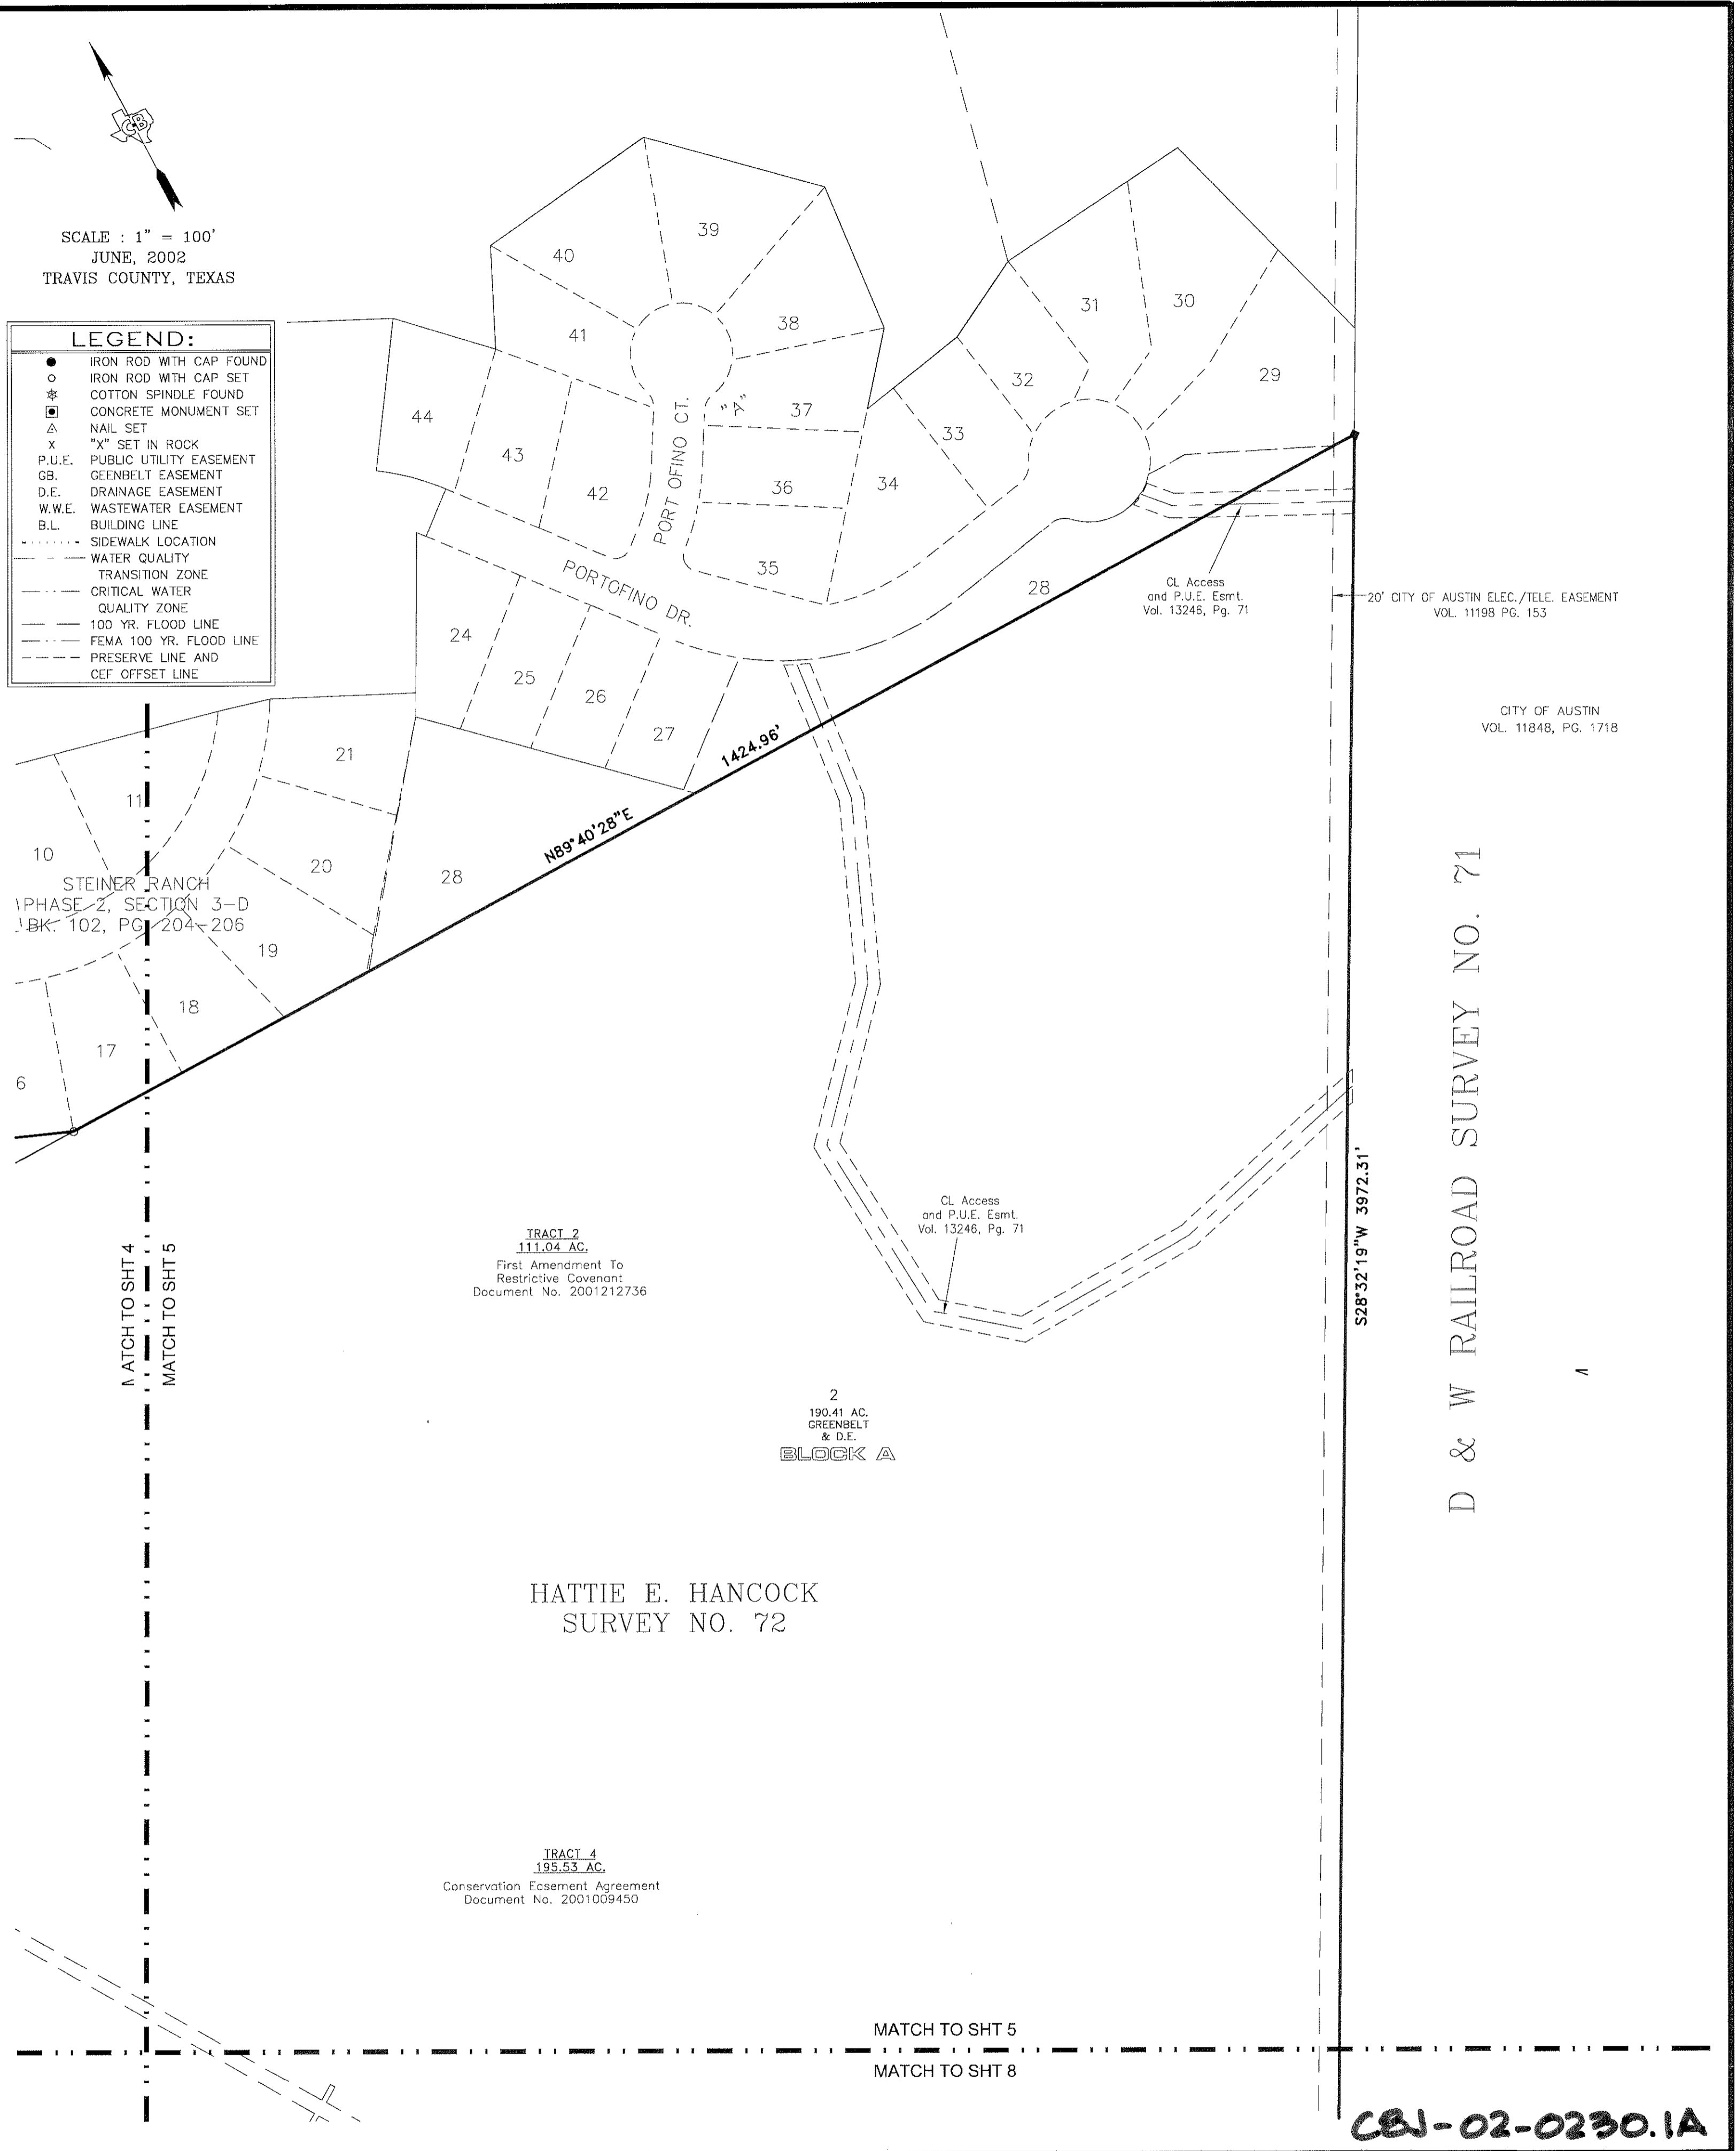 CB
SCALE : 1" = 100'
JUNE, 2002
TRAVIS COUNTY, TEXAS
LEGEND:
IRON ROD WITH CAP FOUND
IRON ROD WITH CAP SET
COTTON SPINDLE FOUND
CONCRETE MONUMENT SET
NAIL SET
X "X" SET IN ROCK
P.U.E. PUBLIC UTILITY EASEMENT
GB. GEENBELT EASEMENT
D.E. DRAINAGE EASEMENT
W.W.E. WASTEWATER EASEMENT
B.L. BUILDING LINE
SIDEWALK LOCATION
WATER QUALITY
TRANSITION ZONE
CRITICAL WATER
QUALITY ZONE
100 YR. FLOOD LINE
FEMA 100 YR. FLOOD LINE
PRESERVE LINE AND
CEF OFFSET LINE
39
40
41
38
37
"A"
36
35
44
43
42
PORT OFINO CT.
PORTOFINO DR.
31
30
29
32
33
34
28
24
25
26
27
CL Access
and P.U.E. Esmt.
Vol. 13246, Pg. 71
20' CITY OF AUSTIN ELEC./TELE. EASEMENT
VOL. 11198 PG. 153
CITY OF AUSTIN
VOL. 11848, PG. 1718
1424.96'
N89°40'28"E
21
11
10
20
28
STEINER RANCH
PHASE 2, SECTION 3-D
BK. 102, PG 204-206
19
18
17
6
MATCH TO SHT 5
S28°32'19"W 3972.31'
D & W RAILROAD SURVEY NO. 71
CL Access
and P.U.E. Esmt.
Vol. 13246, Pg. 71
TRACT 2
111.04 AC.
First Amendment To
Restrictive Covenant
Document No. 2001212736
2
190.41 AC.
GREENBELT
& D.E.
BLOCK A
HATTIE E. HANCOCK
SURVEY NO. 72
TRACT 4
195.53 AC.
Conservation Easement Agreement
Document No. 2001009450
MATCH TO SHT 5
MATCH TO SHT 8
C8J-02-0230.1A